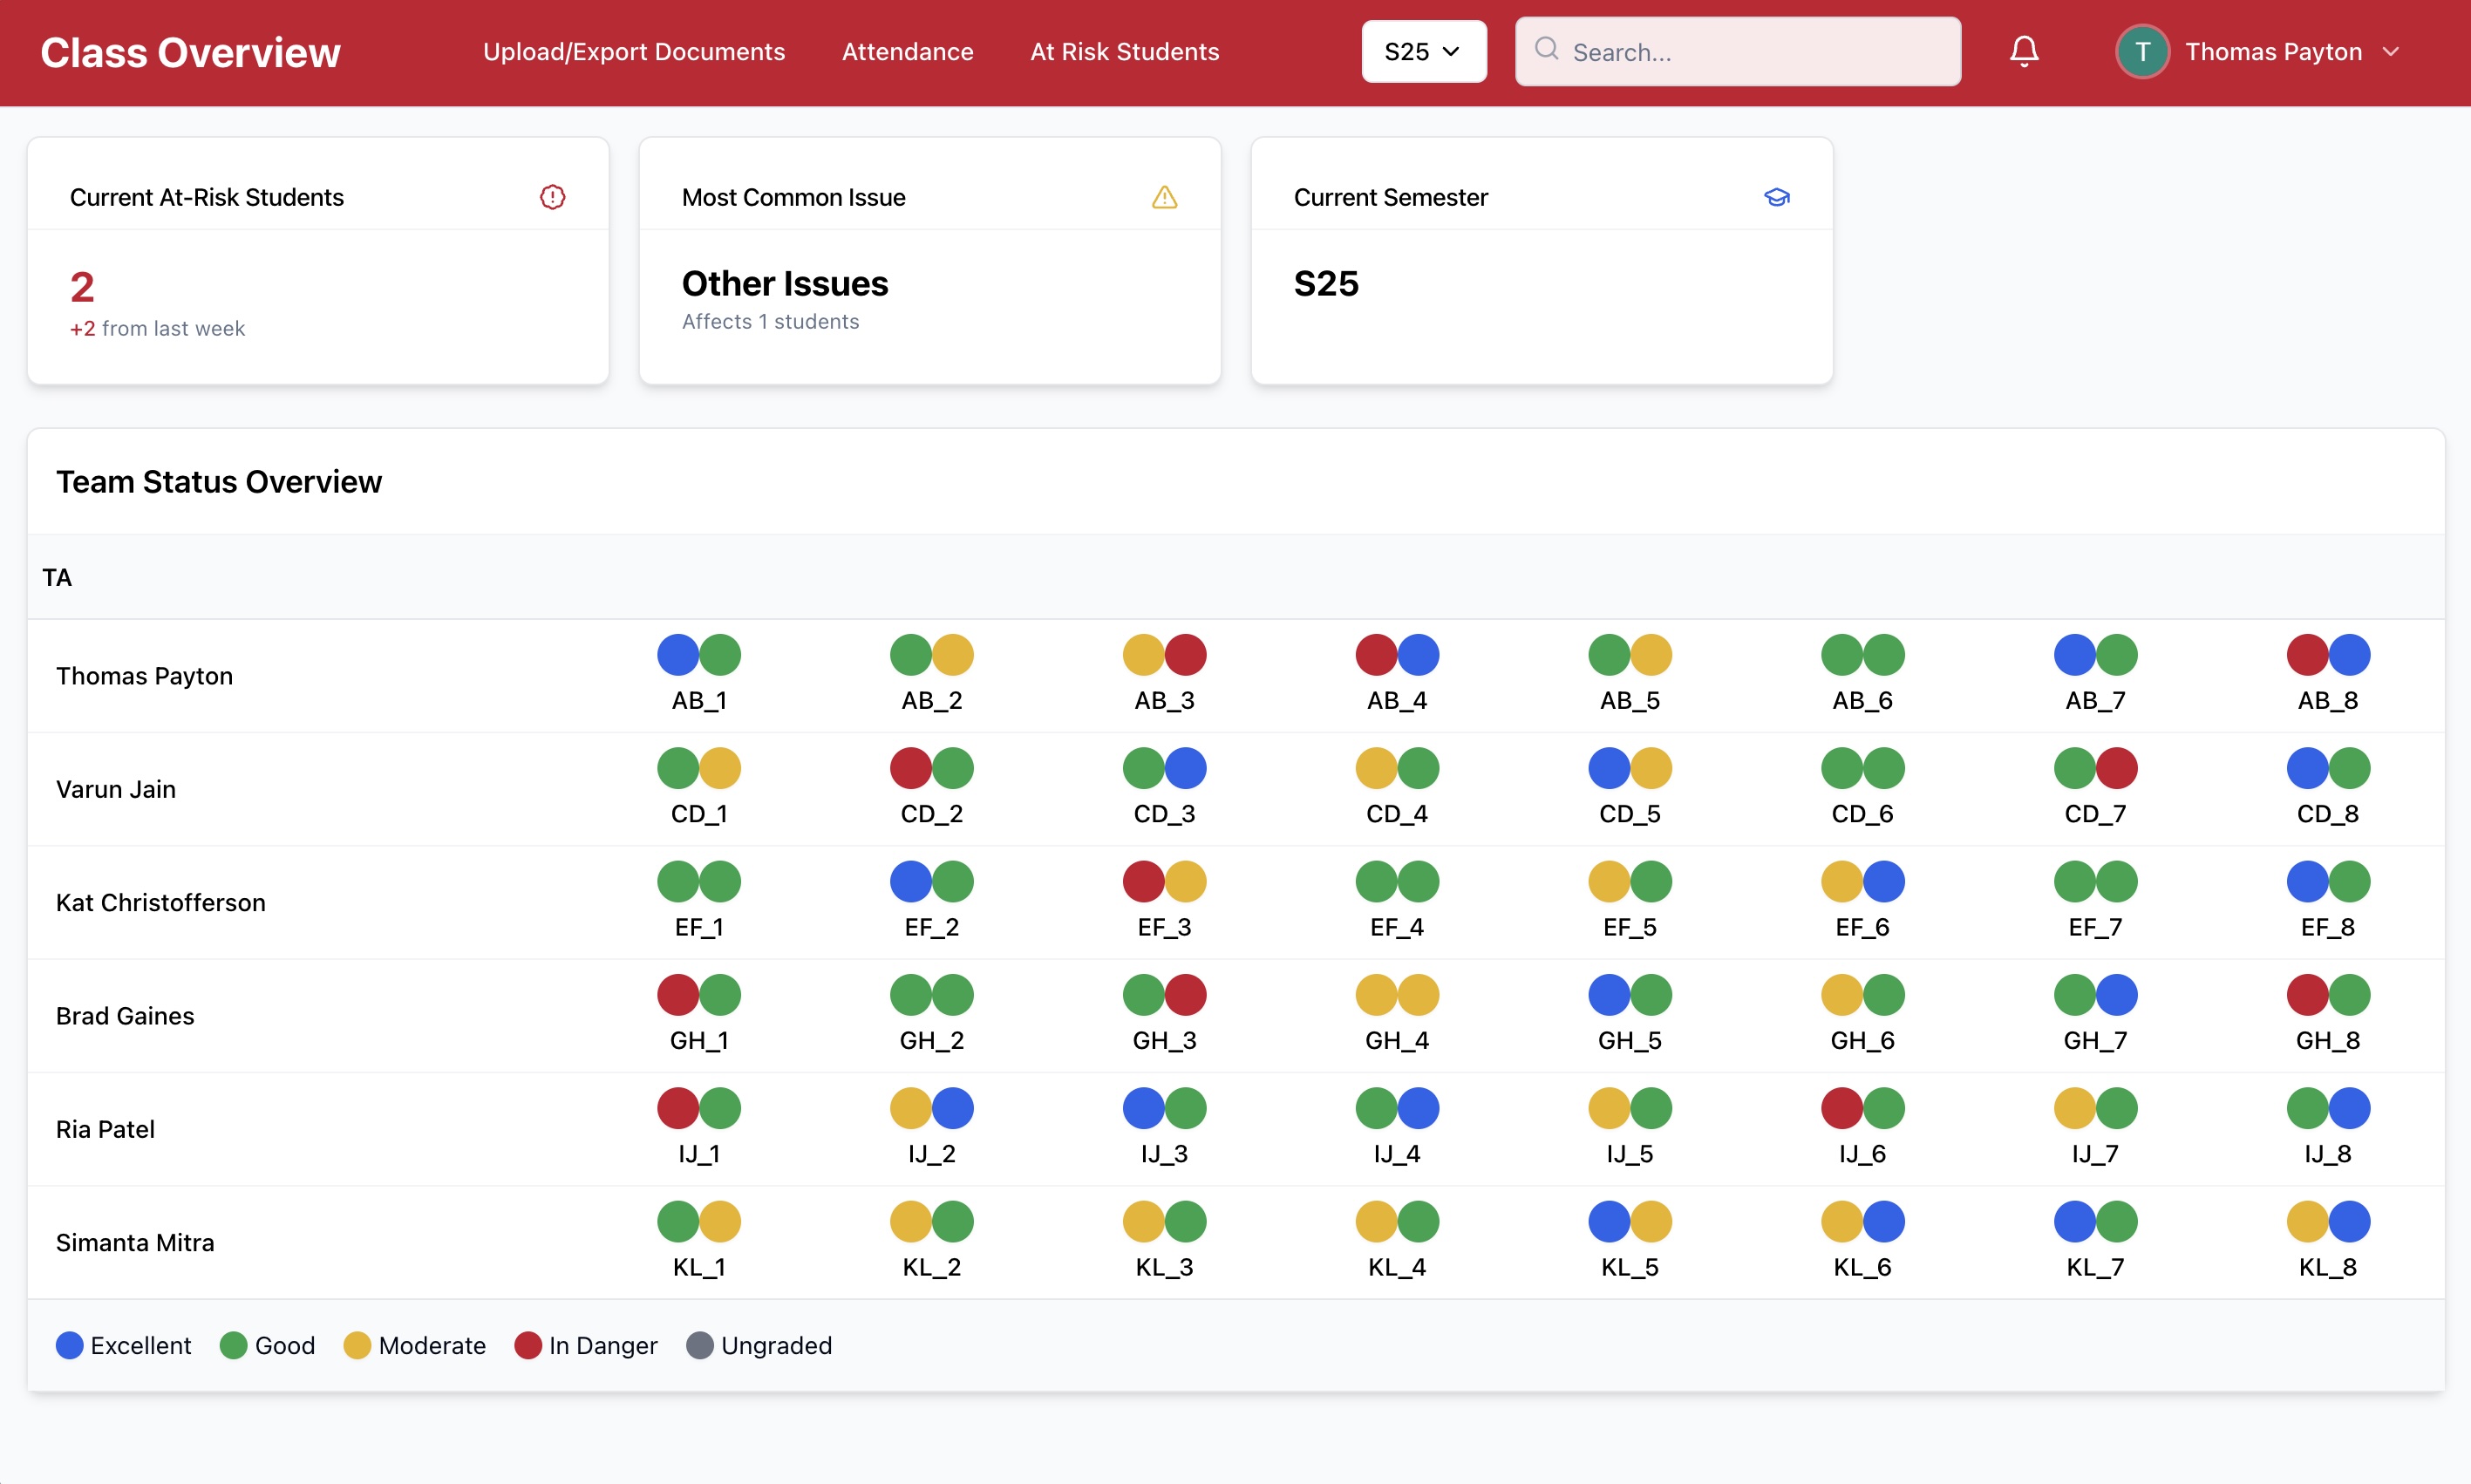 Class Overview
Upload/Export Documents
Attendance
At Risk Students
S25
Search...
T
Thomas Payton
Current At-Risk Students
2
+2 from last week
Most Common Issue
Other Issues
Affects 1 students
Current Semester
S25
Team Status Overview
TA
Thomas Payton
AB_1 AB_2 AB_3 AB_4 AB_5 AB_6 AB_7 AB_8
Varun Jain
CD_1 CD_2 CD_3 CD_4 CD_5 CD_6 CD_7 CD_8
Kat Christofferson
EF_1 EF_2 EF_3 EF_4 EF_5 EF_6 EF_7 EF_8
Brad Gaines
GH_1 GH_2 GH_3 GH_4 GH_5 GH_6 GH_7 GH_8
Ria Patel
IJ_1 IJ_2 IJ_3 IJ_4 IJ_5 IJ_6 IJ_7 IJ_8
Simanta Mitra
KL_1 KL_2 KL_3 KL_4 KL_5 KL_6 KL_7 KL_8
Excellent Good Moderate In Danger Ungraded